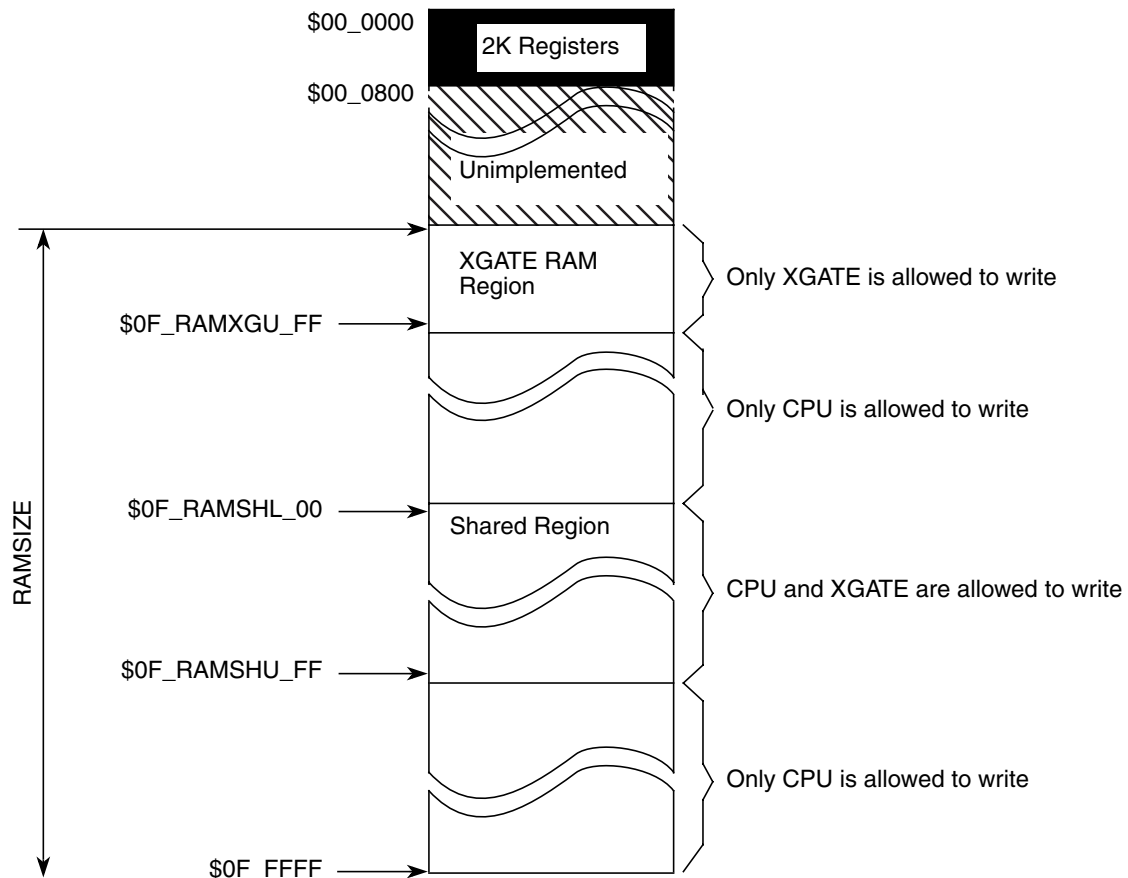 $00_0000
2K Registers
$00_0800
Unimplemented
XGATE RAM
Region
Only XGATE is allowed to write
$0F_RAMXGU_FF
Only CPU is allowed to write
$0F_RAMSHL_00
Shared Region
RAMSIZE
CPU and XGATE are allowed to write
$0F_RAMSHU_FF
Only CPU is allowed to write
$0F_FFFF